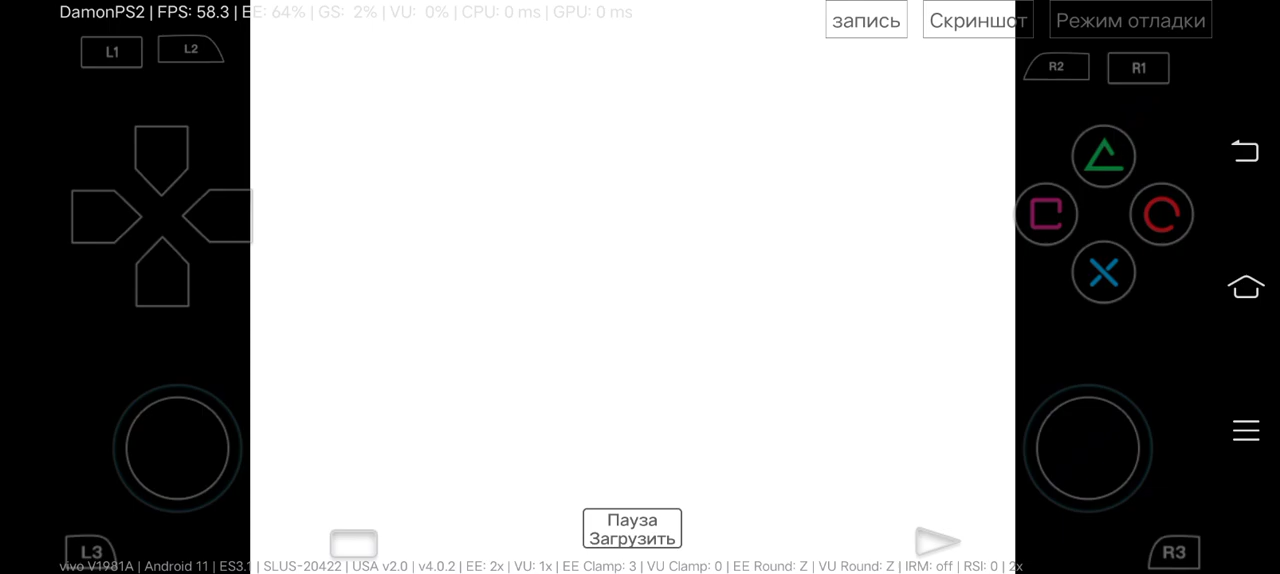 DamonPS2 | FPS: 58.3 | EE: 64% | GS: 2% | VU: 0% | CPU: 0 ms | GPU: 0 ms
запись
Скриншот
Режим отладки
L1
L2
R2
R1
Пауза
Загрузить
L3
R3
vivo V1981A | Android 11 | ES3.1 | SLUS-20422 | USA v2.0 | v4.0.2 | EE: 2x | VU: 1x | EE Clamp: 3 | VU Clamp: 0 | EE Round: Z | VU Round: Z | IRM: off | RSI: 0 | 2x